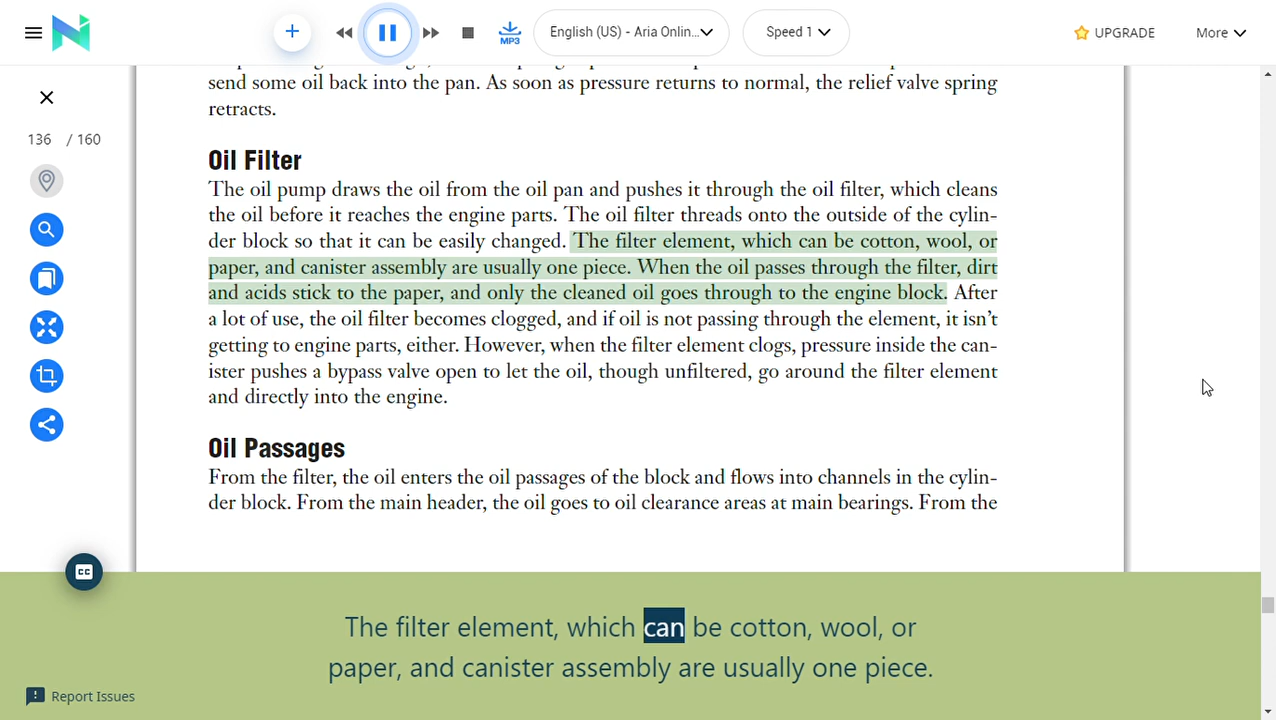 MP3
English (US) - Aria Onlin...
Speed 1
UPGRADE
More
136 / 160
send some oil back into the pan. As soon as pressure returns to normal, the relief valve spring
retracts.
Oil Filter
The oil pump draws the oil from the oil pan and pushes it through the oil filter, which cleans
the oil before it reaches the engine parts. The oil filter threads onto the outside of the cylin-
der block so that it can be easily changed. The filter element, which can be cotton, wool, or
paper, and canister assembly are usually one piece. When the oil passes through the filter, dirt
and acids stick to the paper, and only the cleaned oil goes through to the engine block. After
a lot of use, the oil filter becomes clogged, and if oil is not passing through the element, it isn't
getting to engine parts, either. However, when the filter element clogs, pressure inside the can-
ister pushes a bypass valve open to let the oil, though unfiltered, go around the filter element
and directly into the engine.
Oil Passages
From the filter, the oil enters the oil passages of the block and flows into channels in the cylin-
der block. From the main header, the oil goes to oil clearance areas at main bearings. From the
CC
The filter element, which can be cotton, wool, or
paper, and canister assembly are usually one piece.
Report Issues